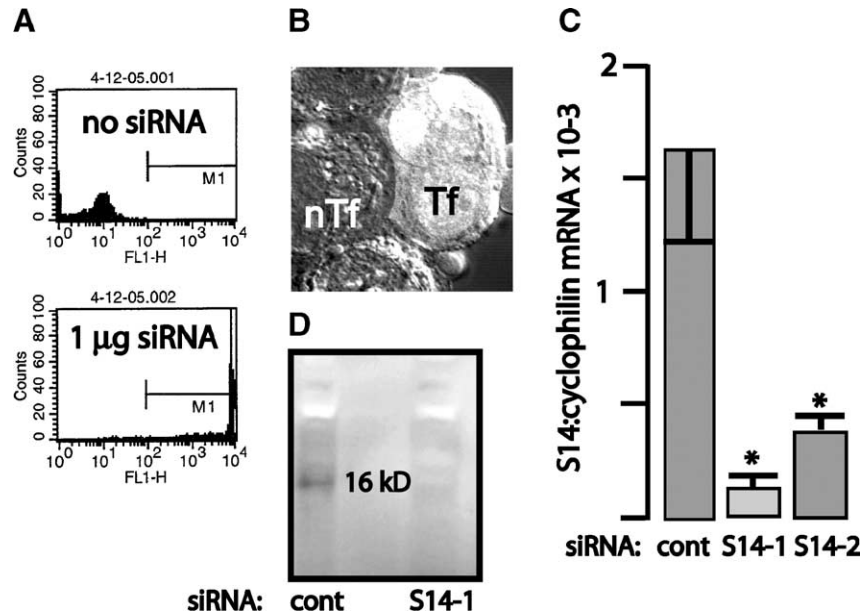 A
4-12-05.001
no siRNA
M1
Counts
0 20 40 60 80 100
10^0 10^1 10^2 10^3 10^4
FL1-H
4-12-05.002
1 µg siRNA
M1
Counts
0 20 40 60 80 100
10^0 10^1 10^2 10^3 10^4
FL1-H
B
nTf
Tf
D
16 kD
siRNA: cont S14-1
C
S14:cyclophilin mRNA x 10-3
2
1
*
*
siRNA: cont S14-1 S14-2